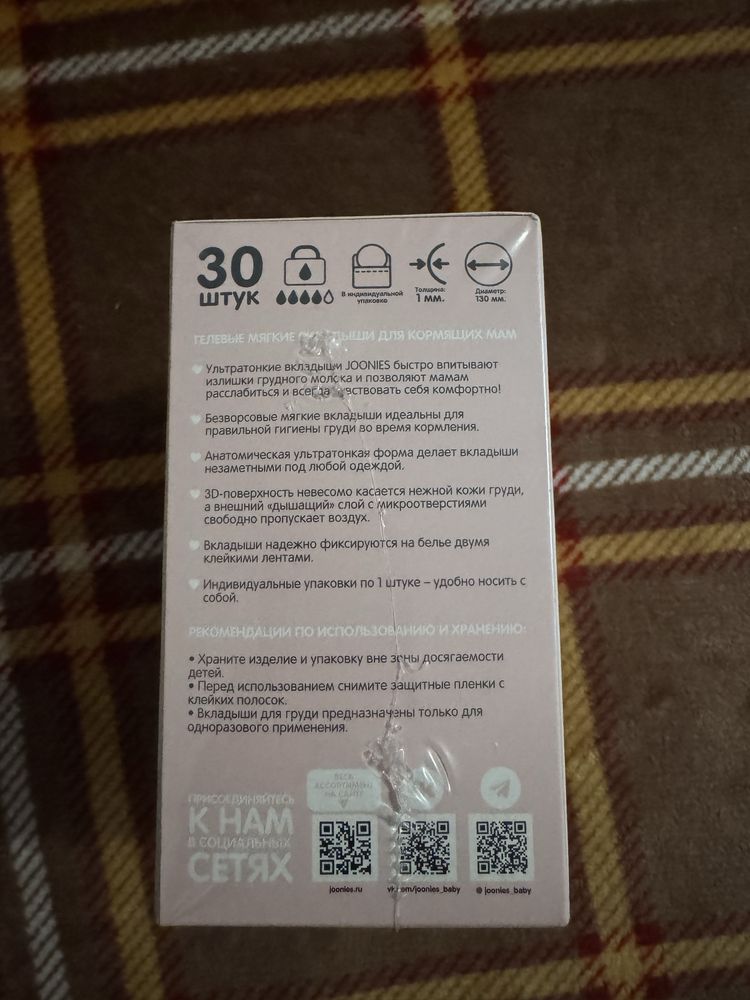 30
штук
В индивидуальной
упаковке
Толщина:
1 мм.
Диаметр:
130 мм.
ГЕЛЕВЫЕ МЯГКИЕ ВКЛАДЫШИ ДЛЯ КОРМЯЩИХ МАМ
Ультратонкие вкладыши JOONIES быстро впитывают
излишки грудного молока и позволяют мамам
расслабиться и всегда чувствовать себя комфортно!
Безворсовые мягкие вкладыши идеальны для
правильной гигиены груди во время кормления.
Анатомическая ультратонкая форма делает вкладыши
незаметными под любой одеждой.
3D-поверхность невесомо касается нежной кожи груди,
а внешний «дышащий» слой с микроотверстиями
свободно пропускает воздух.
Вкладыши надежно фиксируются на белье двумя
клейкими лентами.
Индивидуальные упаковки по 1 штуке – удобно носить с
собой.
РЕКОМЕНДАЦИИ ПО ИСПОЛЬЗОВАНИЮ И ХРАНЕНИЮ:
• Храните изделие и упаковку вне зоны досягаемости
детей.
• Перед использованием снимите защитные пленки с
клейких полосок.
• Вкладыши для груди предназначены только для
одноразового применения.
ВЕСЬ
АССОРТИМЕНТ
НА САЙТЕ
ПРИСОЕДИНЯЙТЕСЬ
К НАМ
В СОЦИАЛЬНЫХ
СЕТЯХ
joonies.ru
vk.com/joonies_baby
@ joonies_baby